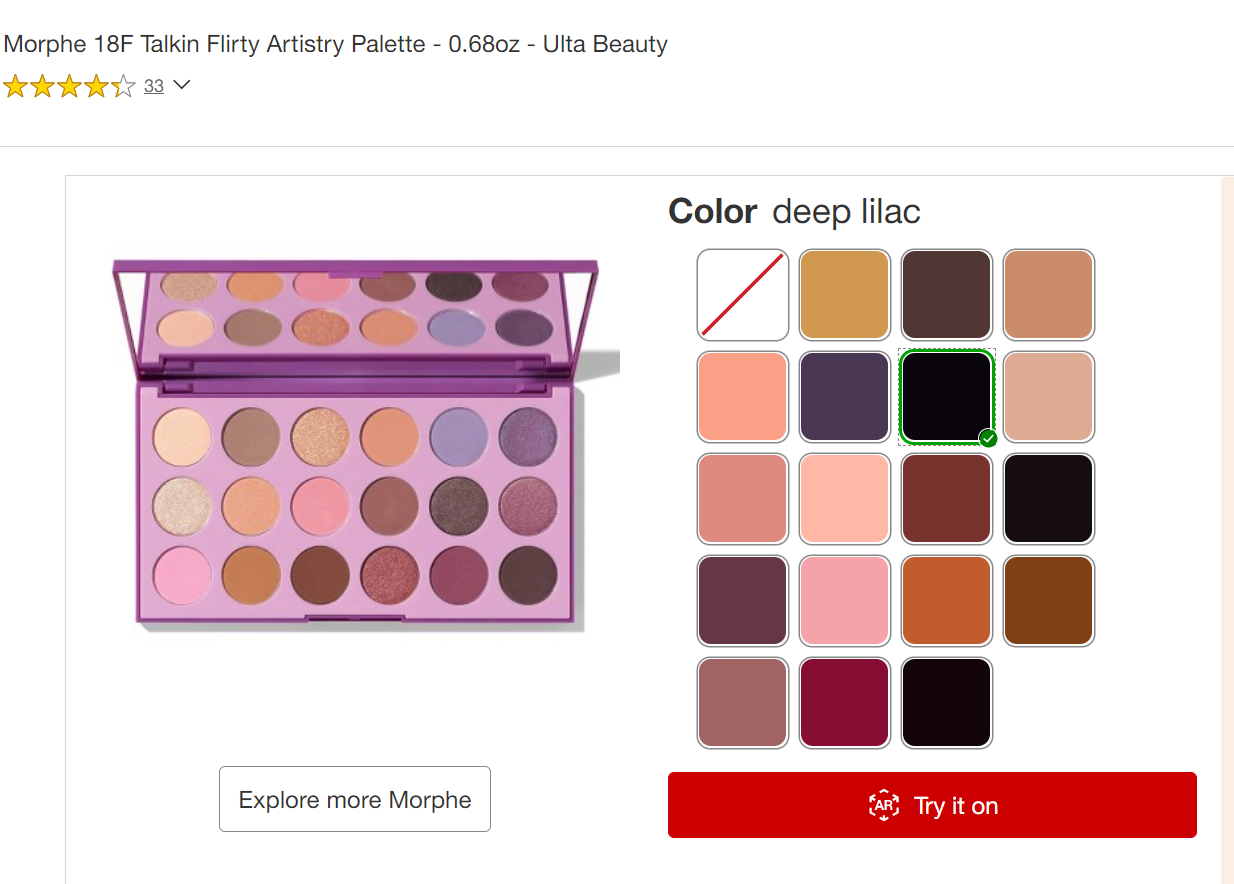 Morphe 18F Talkin Flirty Artistry Palette - 0.68oz - Ulta Beauty
33
Color deep lilac
Explore more Morphe
AR Try it on